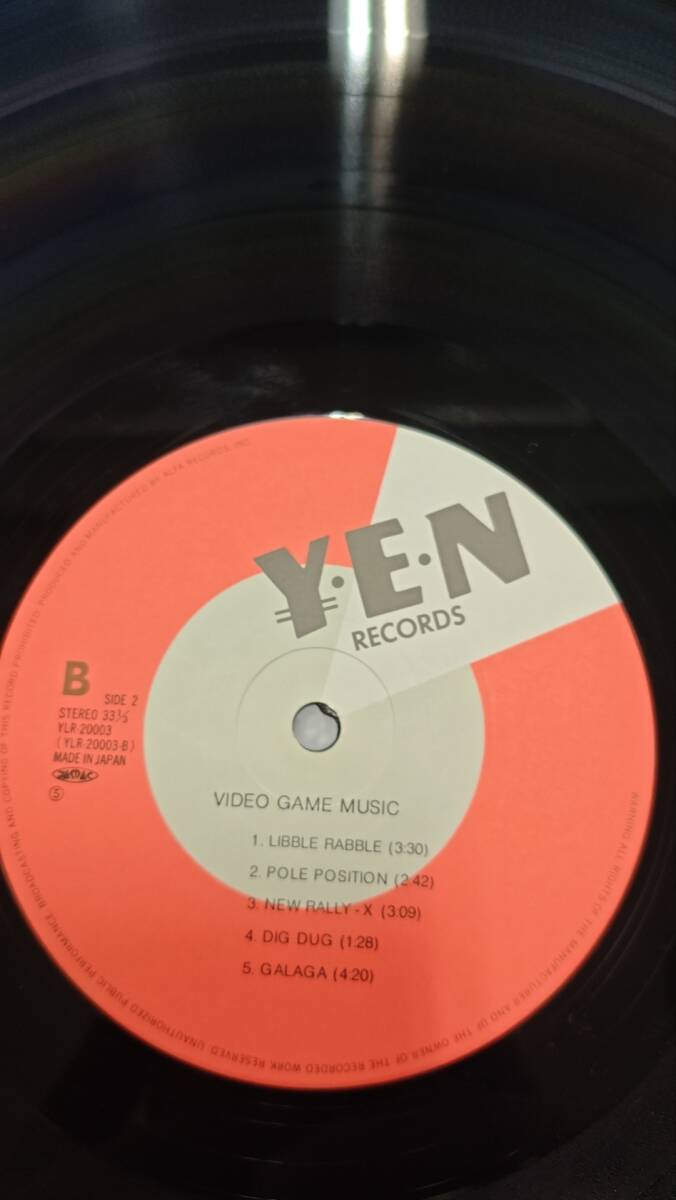 Y·E·N
RECORDS
B
SIDE 2
STEREO 33⅓
YLR-20003
(YLR-20003-B)
MADE IN JAPAN
JASRAC
⑤
VIDEO GAME MUSIC
1. LIBBLE RABBLE (3:30)
2. POLE POSITION (2:42)
3. NEW RALLY-X (3:09)
4. DIG DUG (1:28)
5. GALAGA (4:20)
WARNING: ALL RIGHTS OF THE MANUFACTURER AND OF THE OWNER OF THE RECORDED WORK RESERVED. UNAUTHORIZED PUBLIC PERFORMANCE BROADCASTING AND COPYING OF THIS RECORD PROHIBITED. PRODUCED AND MANUFACTURED BY ALFA RECORDS, INC.